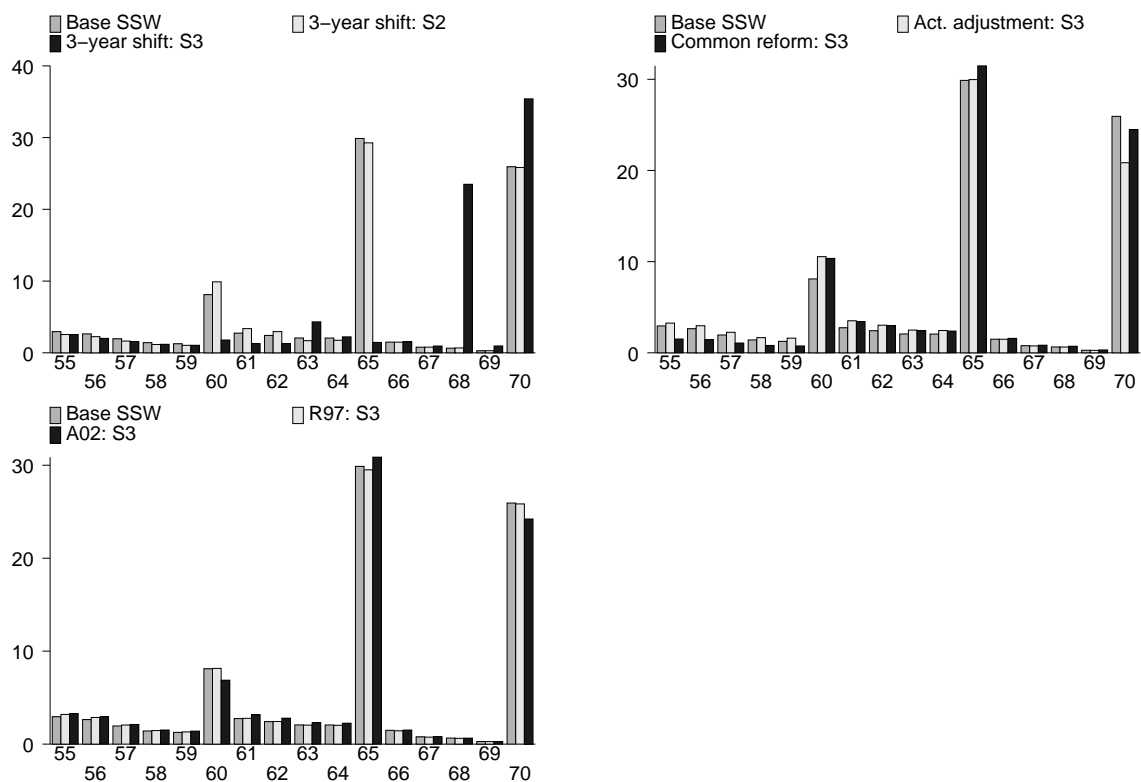 Base SSW 3−year shift: S2
3−year shift: S3
40
30
20
10
0
55 57 59 61 63 65 67 69
56 58 60 62 64 66 68 70
Base SSW Act. adjustment: S3
Common reform: S3
30
20
10
0
55 57 59 61 63 65 67 69
56 58 60 62 64 66 68 70
Base SSW R97: S3
A02: S3
30
20
10
0
55 57 59 61 63 65 67 69
56 58 60 62 64 66 68 70